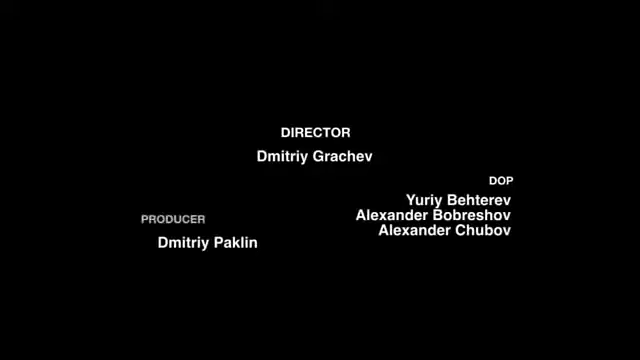 DIRECTOR
Dmitriy Grachev
DOP
Yuriy Behterev
Alexander Bobreshov
Alexander Chubov
PRODUCER
Dmitriy Paklin